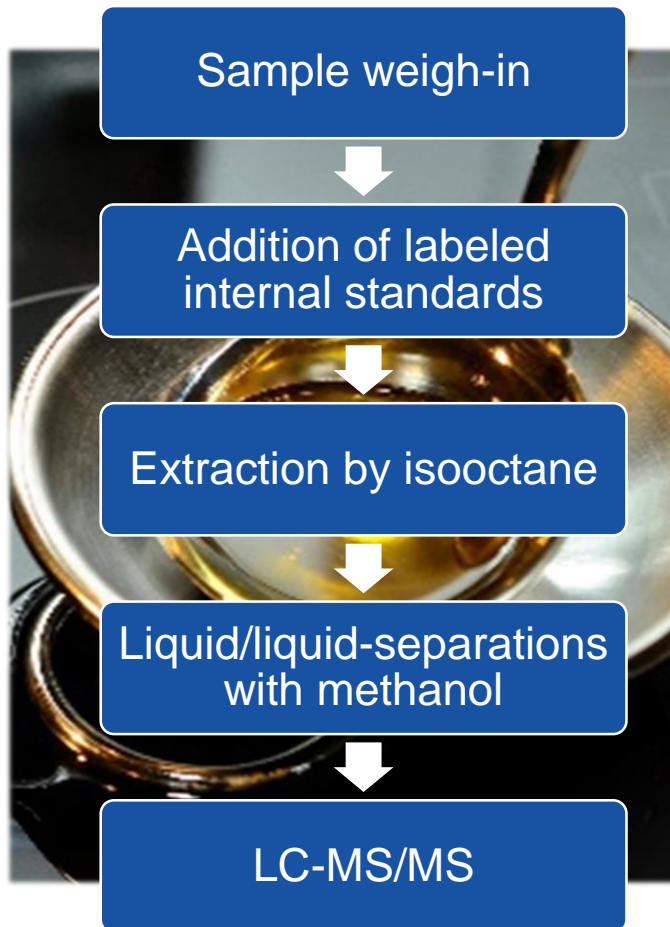 Sample weigh-in
Addition of labeled
internal standards
Extraction by isooctane
Liquid/liquid-separations
with methanol
LC-MS/MS